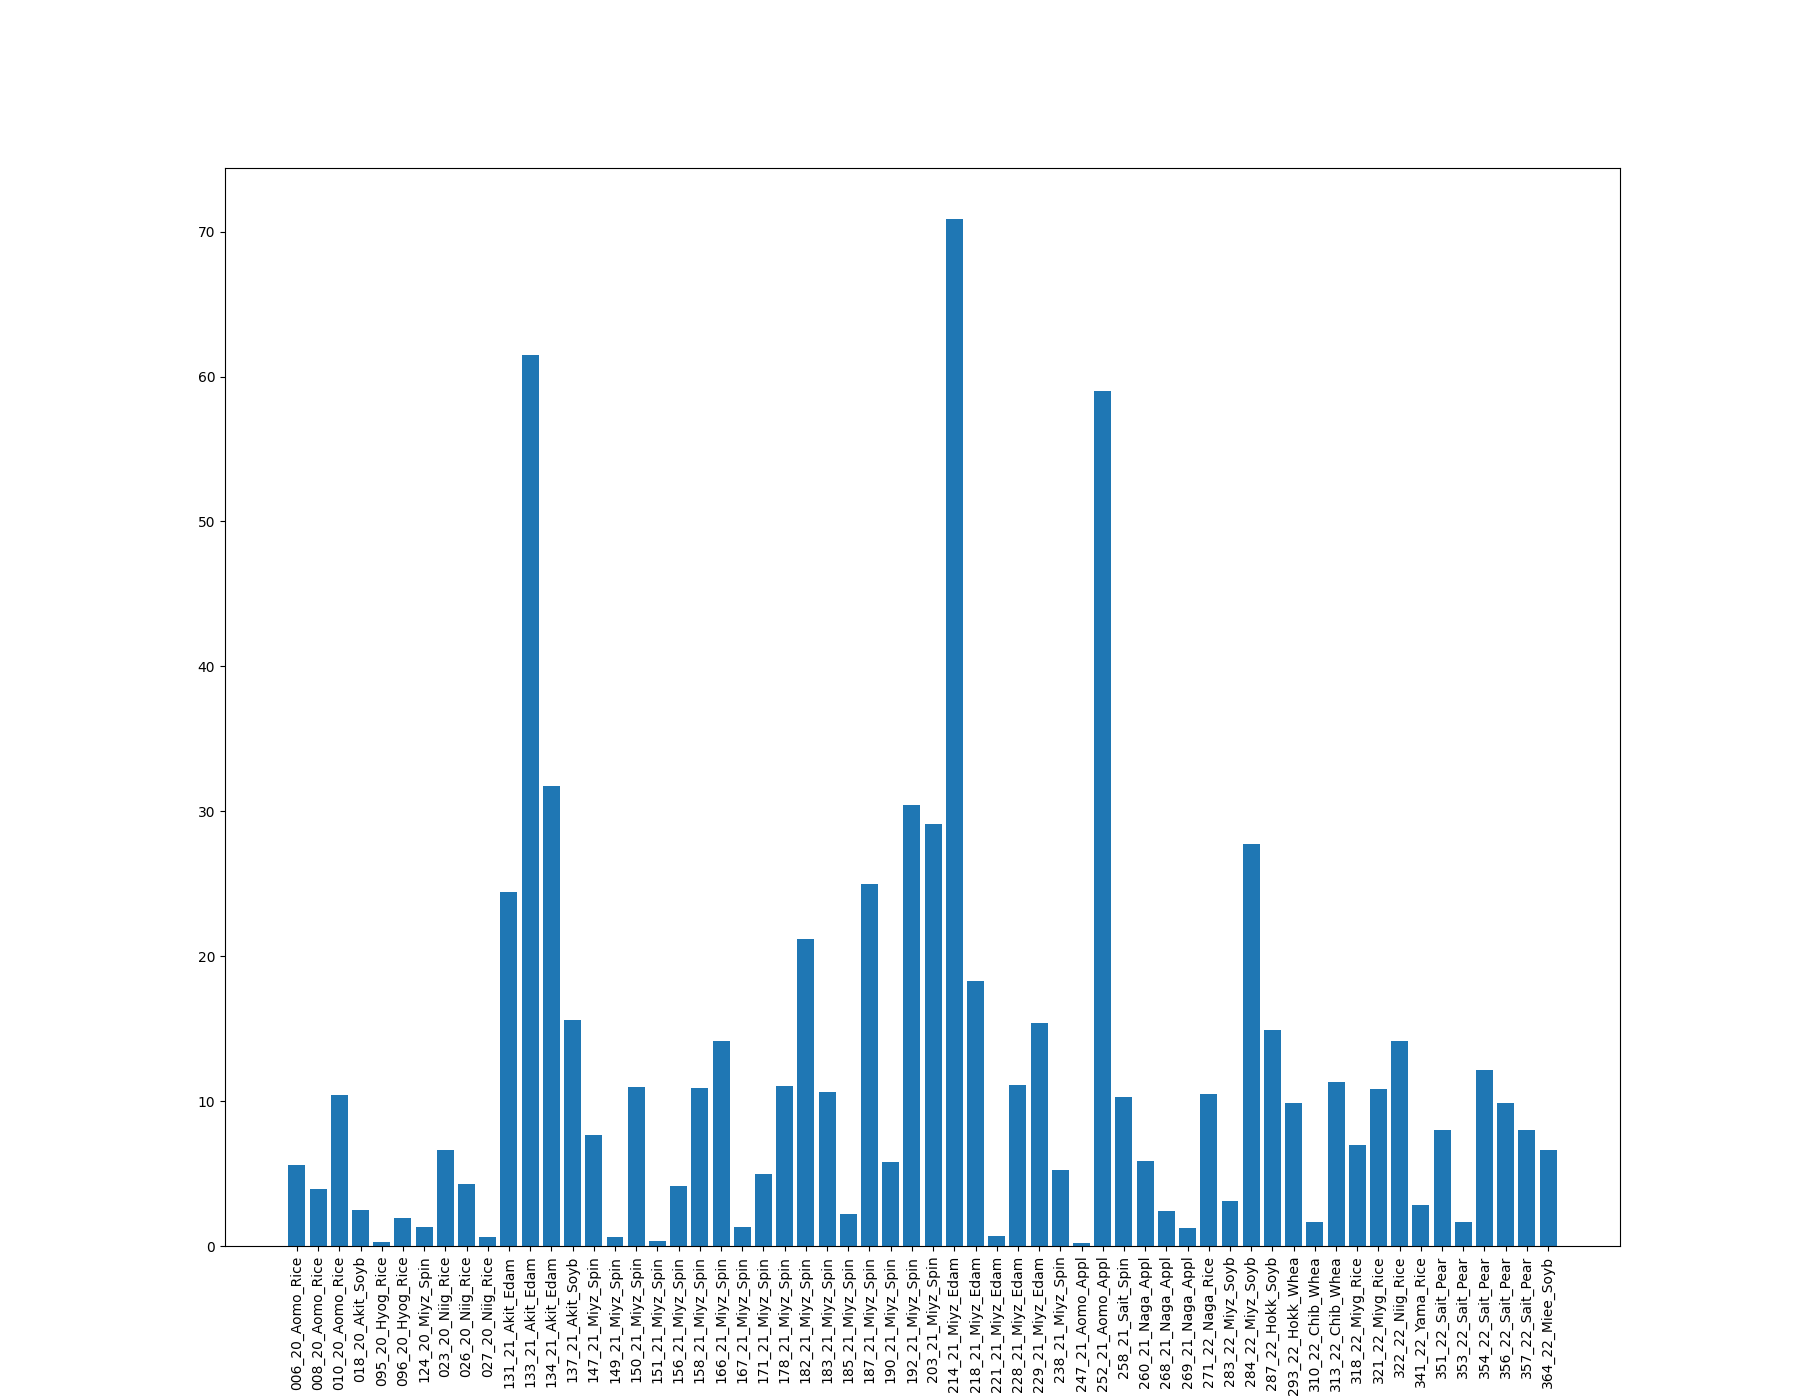 70
60
50
40
30
20
10
0
006_20_Aomo_Rice
008_20_Aomo_Rice
010_20_Aomo_Rice
018_20_Akit_Soyb
095_20_Hyog_Rice
096_20_Hyog_Rice
124_20_Miyz_Spin
023_20_Niig_Rice
026_20_Niig_Rice
027_20_Niig_Rice
131_21_Akit_Edam
133_21_Akit_Edam
134_21_Akit_Edam
137_21_Akit_Soyb
147_21_Miyz_Spin
149_21_Miyz_Spin
150_21_Miyz_Spin
151_21_Miyz_Spin
156_21_Miyz_Spin
158_21_Miyz_Spin
166_21_Miyz_Spin
167_21_Miyz_Spin
171_21_Miyz_Spin
178_21_Miyz_Spin
182_21_Miyz_Spin
183_21_Miyz_Spin
185_21_Miyz_Spin
187_21_Miyz_Spin
190_21_Miyz_Spin
192_21_Miyz_Spin
203_21_Miyz_Spin
214_21_Miyz_Edam
218_21_Miyz_Edam
221_21_Miyz_Edam
228_21_Miyz_Edam
229_21_Miyz_Edam
238_21_Miyz_Spin
247_21_Aomo_Appl
252_21_Aomo_Appl
258_21_Sait_Spin
260_21_Naga_Appl
268_21_Naga_Appl
269_21_Naga_Appl
271_22_Naga_Rice
283_22_Miyz_Soyb
284_22_Miyz_Soyb
287_22_Hokk_Soyb
293_22_Hokk_Whea
310_22_Chib_Whea
313_22_Chib_Whea
318_22_Miyg_Rice
321_22_Miyg_Rice
322_22_Niig_Rice
341_22_Yama_Rice
351_22_Sait_Pear
353_22_Sait_Pear
354_22_Sait_Pear
356_22_Sait_Pear
357_22_Sait_Pear
364_22_Miee_Soyb